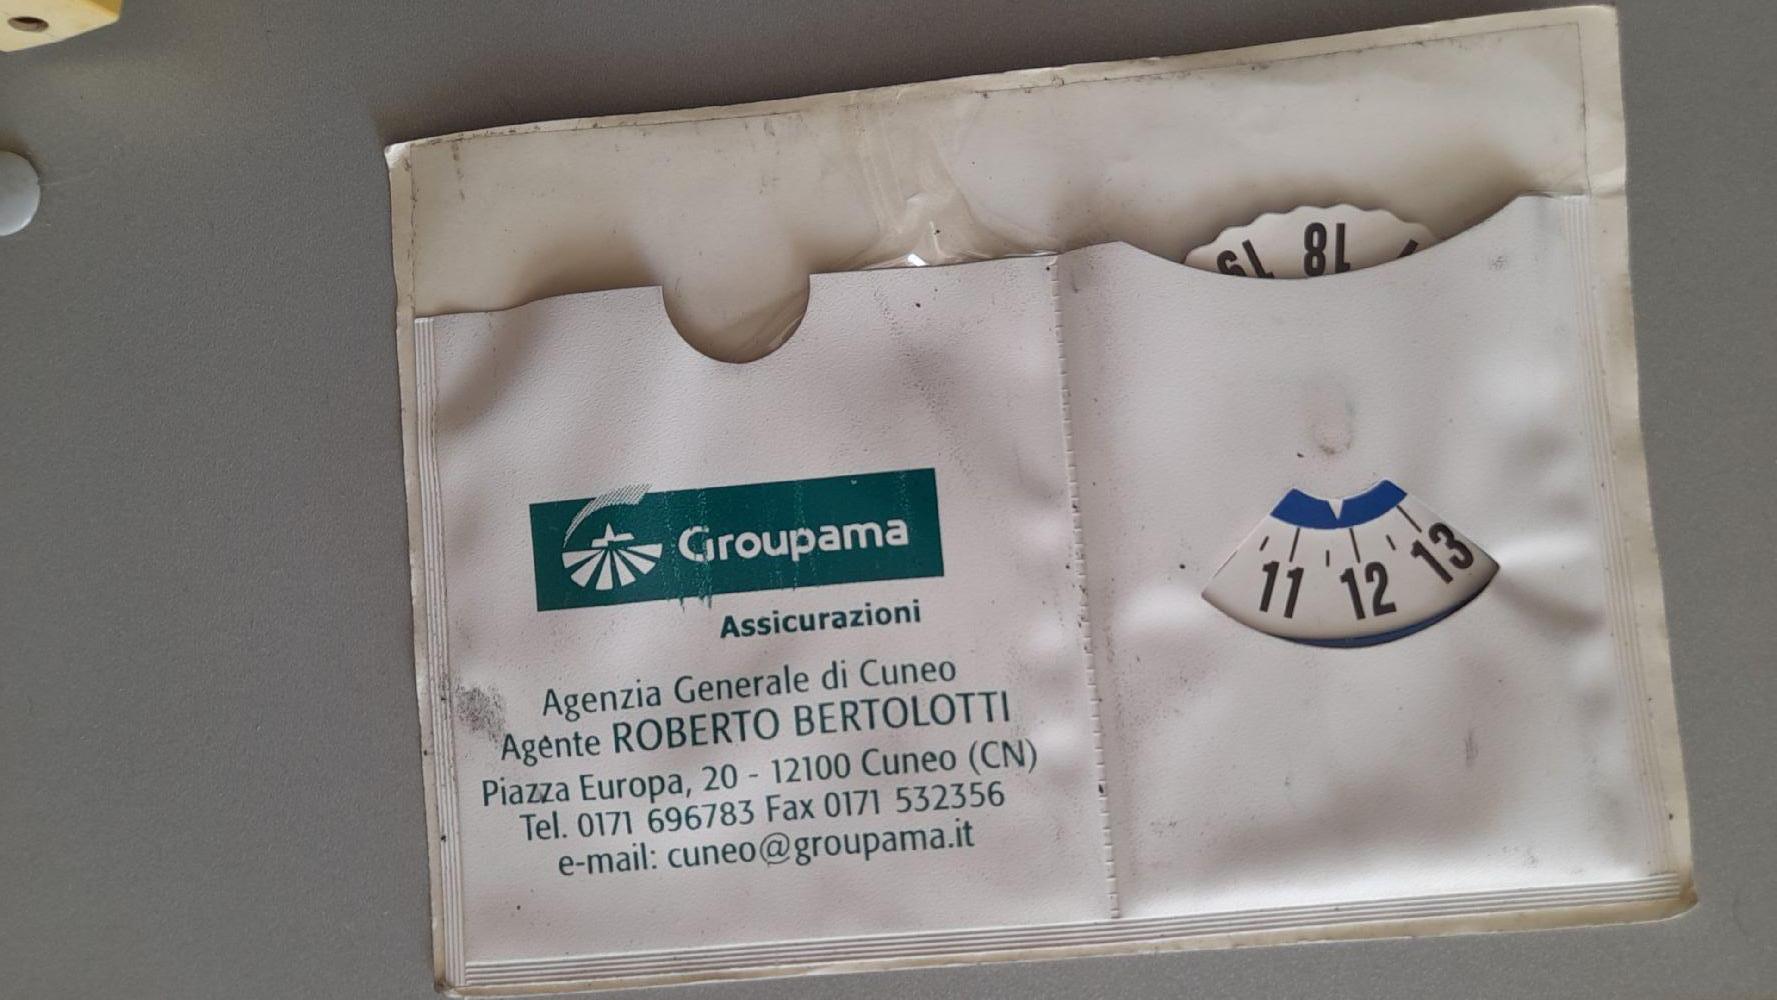 19 18
Groupama
Assicurazioni
Agenzia Generale di Cuneo
Agente ROBERTO BERTOLOTTI
Piazza Europa, 20 - 12100 Cuneo (CN)
Tel. 0171 696783 Fax 0171 532356
e-mail: cuneo@groupama.it
11 12 13